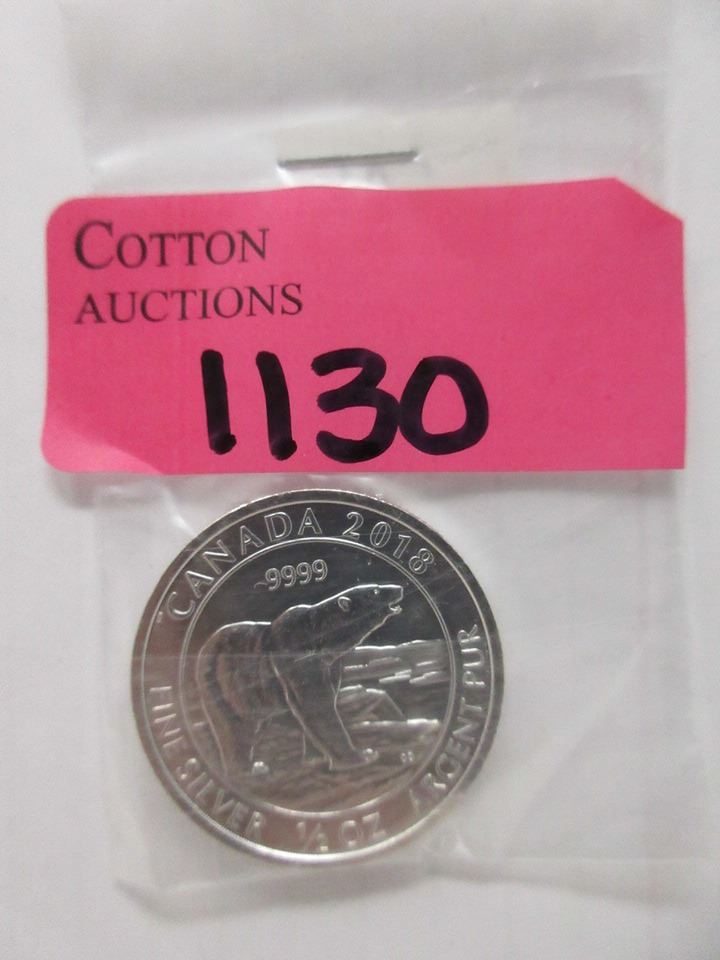 COTTON
AUCTIONS
1130
CANADA 2018
9999
FINE SILVER 1/2 OZ ARGENT PUR